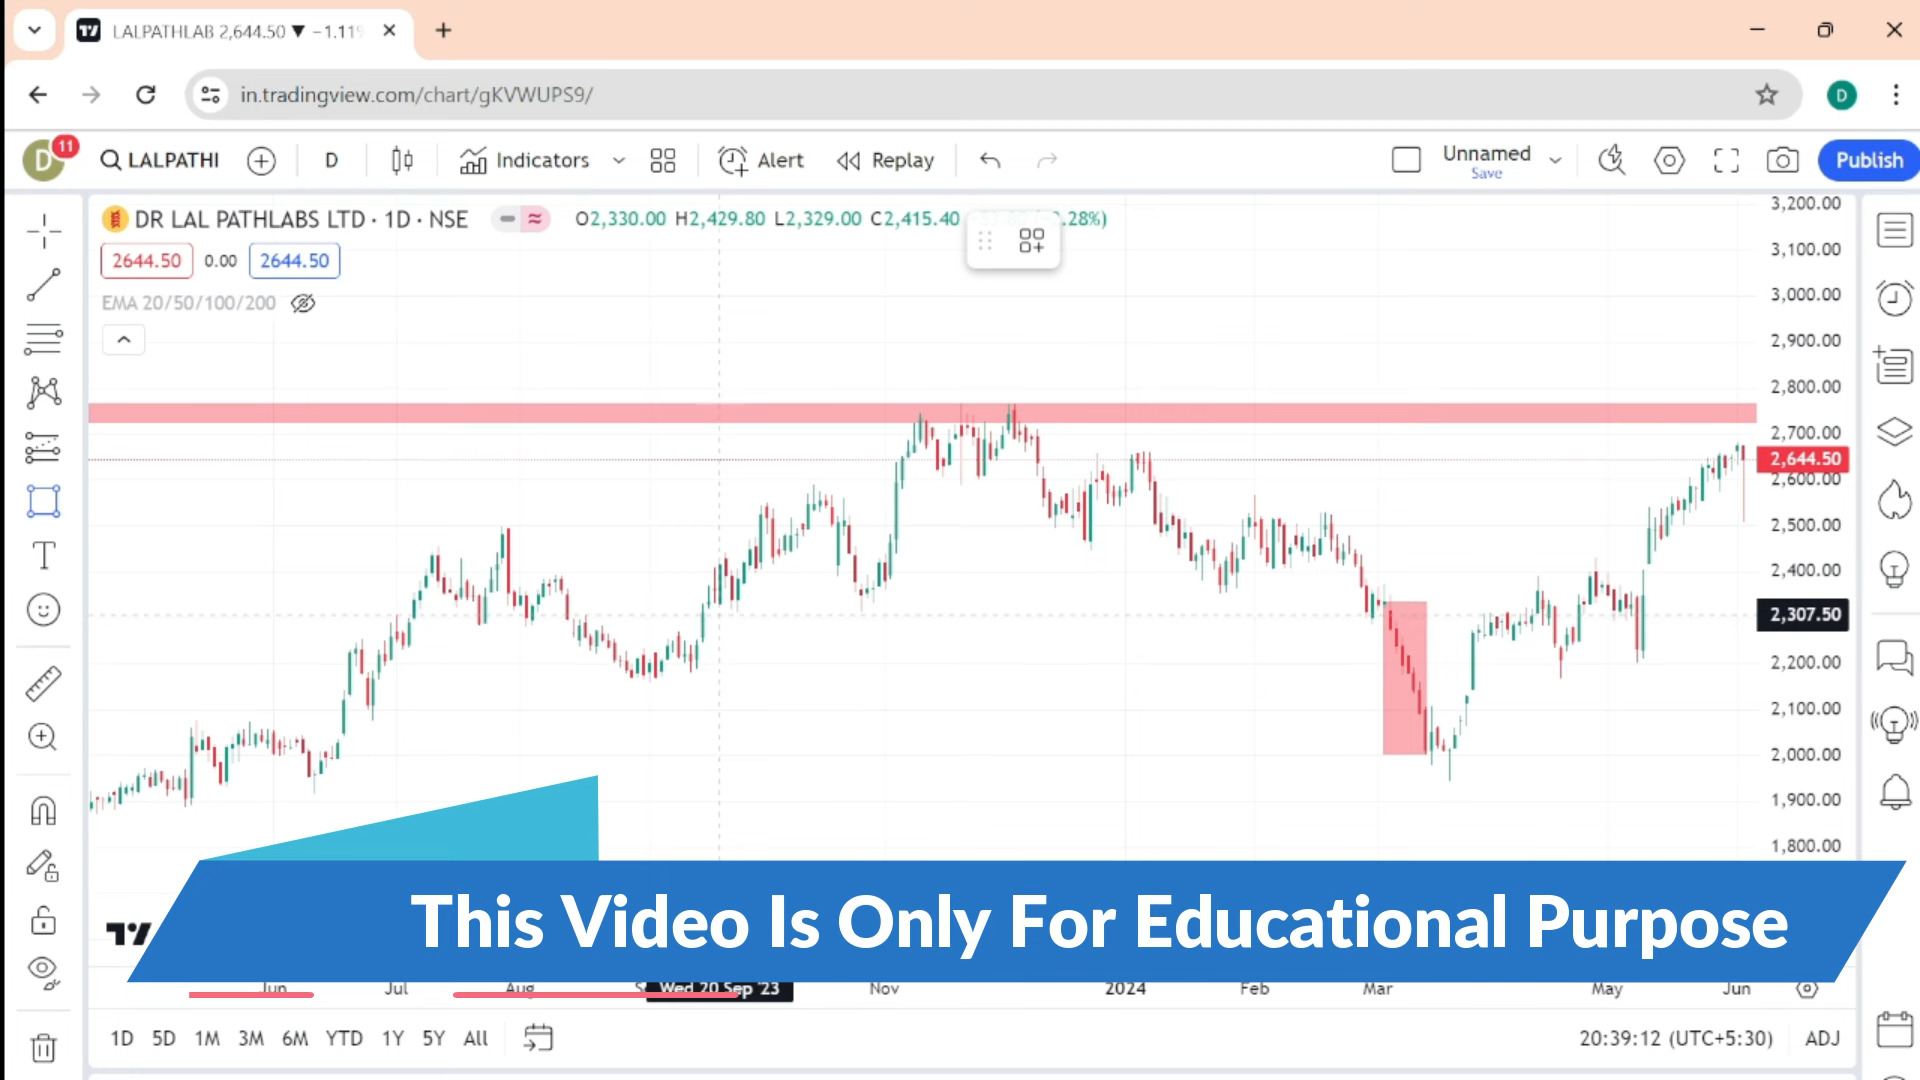 LALPATHLAB 2,644.50 ▼ −1.11%
in.tradingview.com/chart/gKVWUPS9/
D
D
11
LALPATHI
D
Indicators
Alert
Replay
Unnamed
Save
Publish
DR LAL PATHLABS LTD · 1D · NSE
O2,330.00 H2,429.80 L2,329.00 C2,415.40
.28%)
2644.50 0.00 2644.50
EMA 20/50/100/200
3,200.00
3,100.00
3,000.00
2,900.00
2,800.00
2,700.00
2,644.50
2,600.00
2,500.00
2,400.00
2,307.50
2,200.00
2,100.00
2,000.00
1,900.00
1,800.00
This Video Is Only For Educational Purpose
Jun Jul Aug Wed 20 Sep '23 Nov 2024 Feb Mar May Jun
1D 5D 1M 3M 6M YTD 1Y 5Y All
20:39:12 (UTC+5:30) ADJ